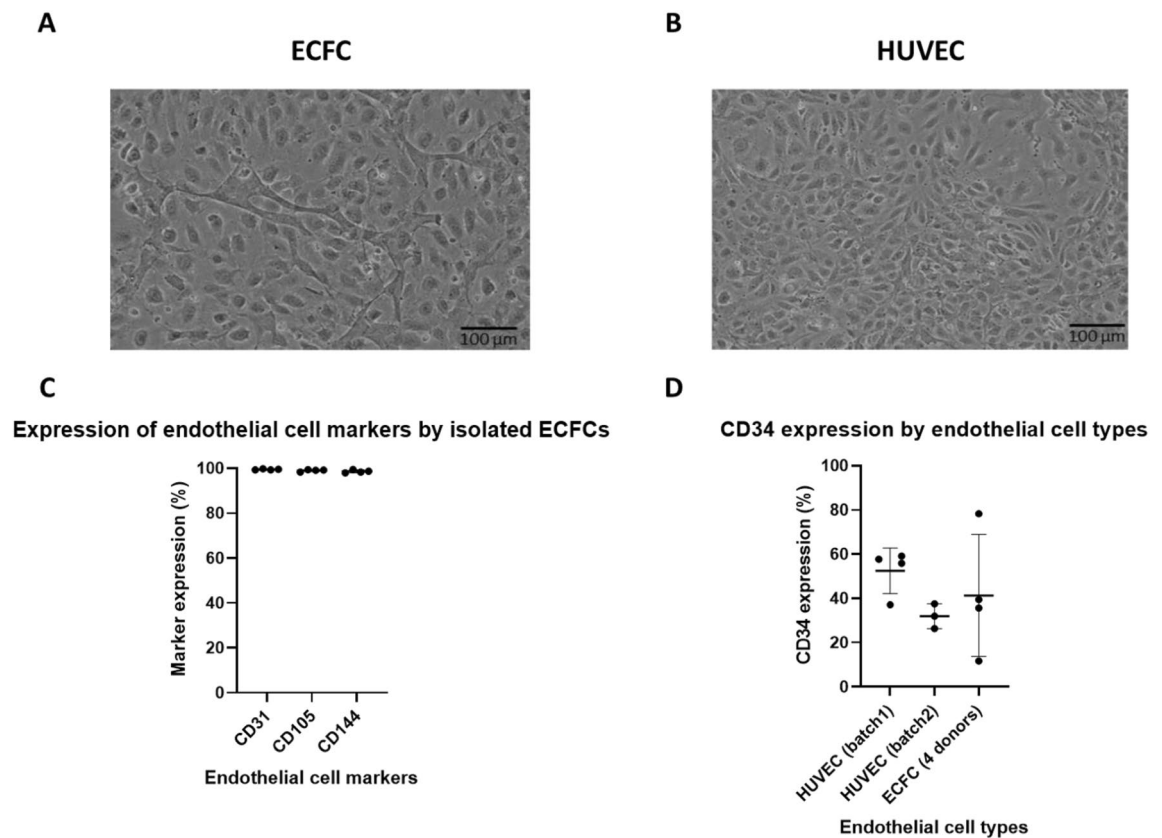 A
ECFC
100 µm
B
HUVEC
100 µm
C
Expression of endothelial cell markers by isolated ECFCs
Marker expression (%)
100
80
60
40
20
0
CD31
CD105
CD144
Endothelial cell markers
D
CD34 expression by endothelial cell types
CD34 expression (%)
100
80
60
40
20
0
HUVEC (batch1)
HUVEC (batch2)
ECFC (4 donors)
Endothelial cell types